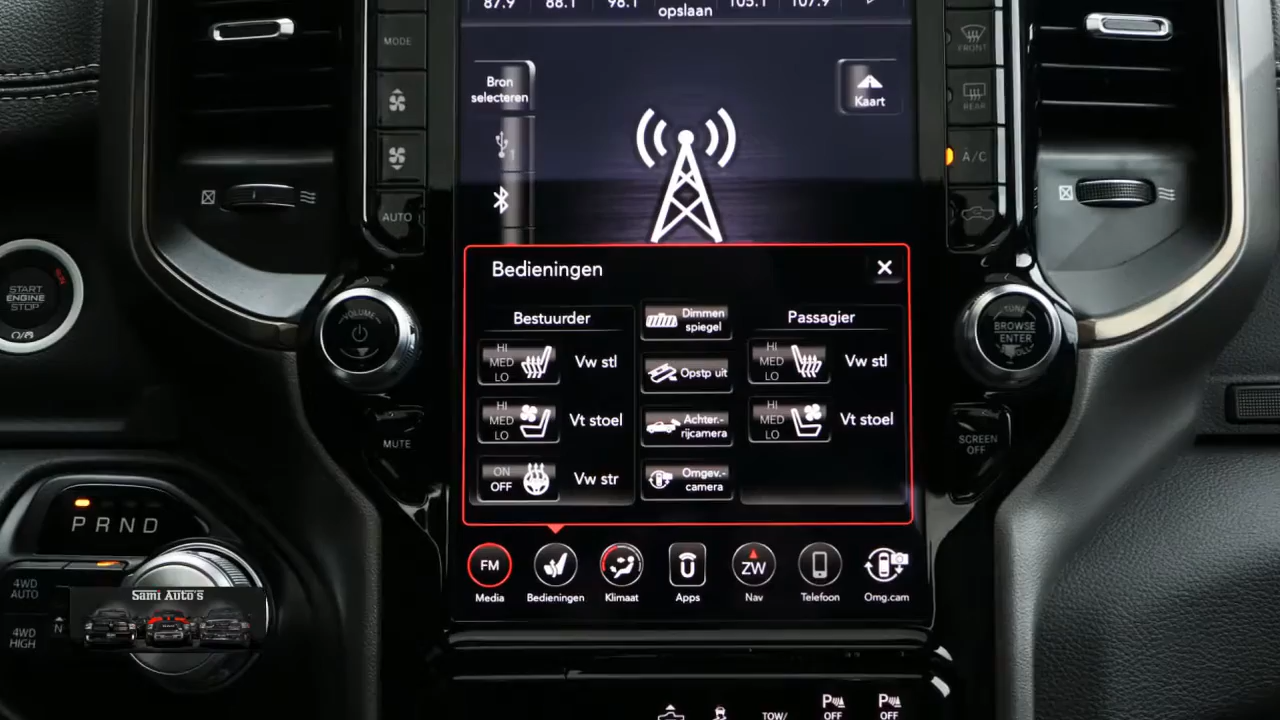 87.9 88.1 98.1 105.1 107.9
opslaan
MODE
FRONT
Bron
selecteren
Kaart
REAR
1
A/C
AUTO
START
ENGINE
STOP
VOLUME
Bedieningen
TUNE
BROWSE
ENTER
Bestuurder
Dimmen
spiegel
Passagier
HI
MED
LO
Vw stl
Opstp uit
HI
MED
LO
Vw stl
HI
MED
LO
Vt stoel
Achter.-
rijcamera
HI
MED
LO
Vt stoel
MUTE
SCREEN
OFF
ON
OFF
Vw str
Omgev.-
camera
PRND
FM
ZW
Media
Bedieningen
Klimaat
Apps
Nav
Telefoon
Omg.cam
4WD
AUTO
Sami Auto's
N
4WD
HIGH
TOW/
P
OFF
P
OFF